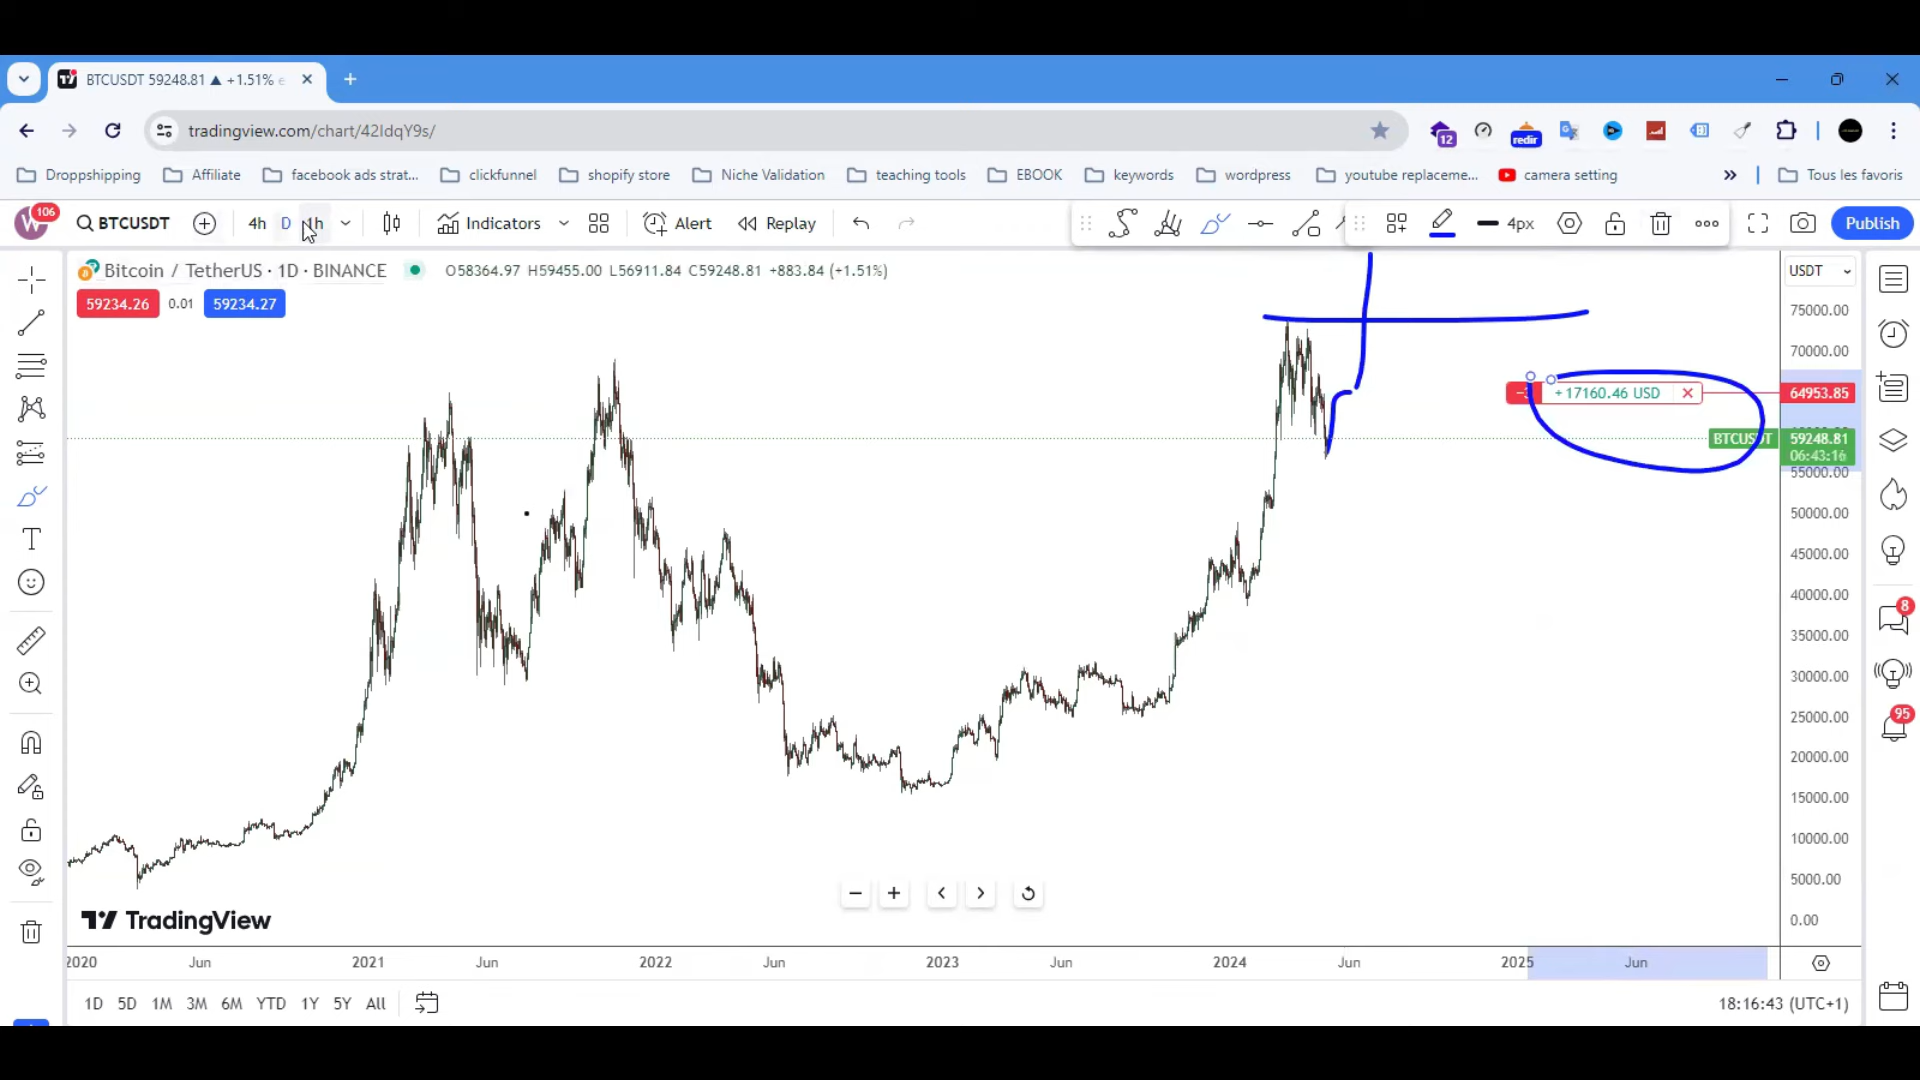 BTCUSDT 59248.81 ▲ +1.51%
tradingview.com/chart/42IdqY9s/
12
redir
Droppshipping Affiliate facebook ads strat... clickfunnel shopify store Niche Validation teaching tools EBOOK keywords wordpress youtube replaceme... camera setting » Tous les favoris
W 106 BTCUSDT 4h D 1h Indicators Alert Replay 4px Publish
Bitcoin / TetherUS · 1D · BINANCE O58364.97 H59455.00 L56911.84 C59248.81 +883.84 (+1.51%) USDT
59234.26 0.01 59234.27
75000.00
70000.00
+17160.46 USD 64953.85
BTCUSDT 59248.81
06:43:16
55000.00
50000.00
45000.00
40000.00
35000.00
30000.00
25000.00
20000.00
15000.00
10000.00
5000.00
0.00
8
95
TradingView
2020 Jun 2021 Jun 2022 Jun 2023 Jun 2024 Jun 2025 Jun
1D 5D 1M 3M 6M YTD 1Y 5Y All 18:16:43 (UTC+1)